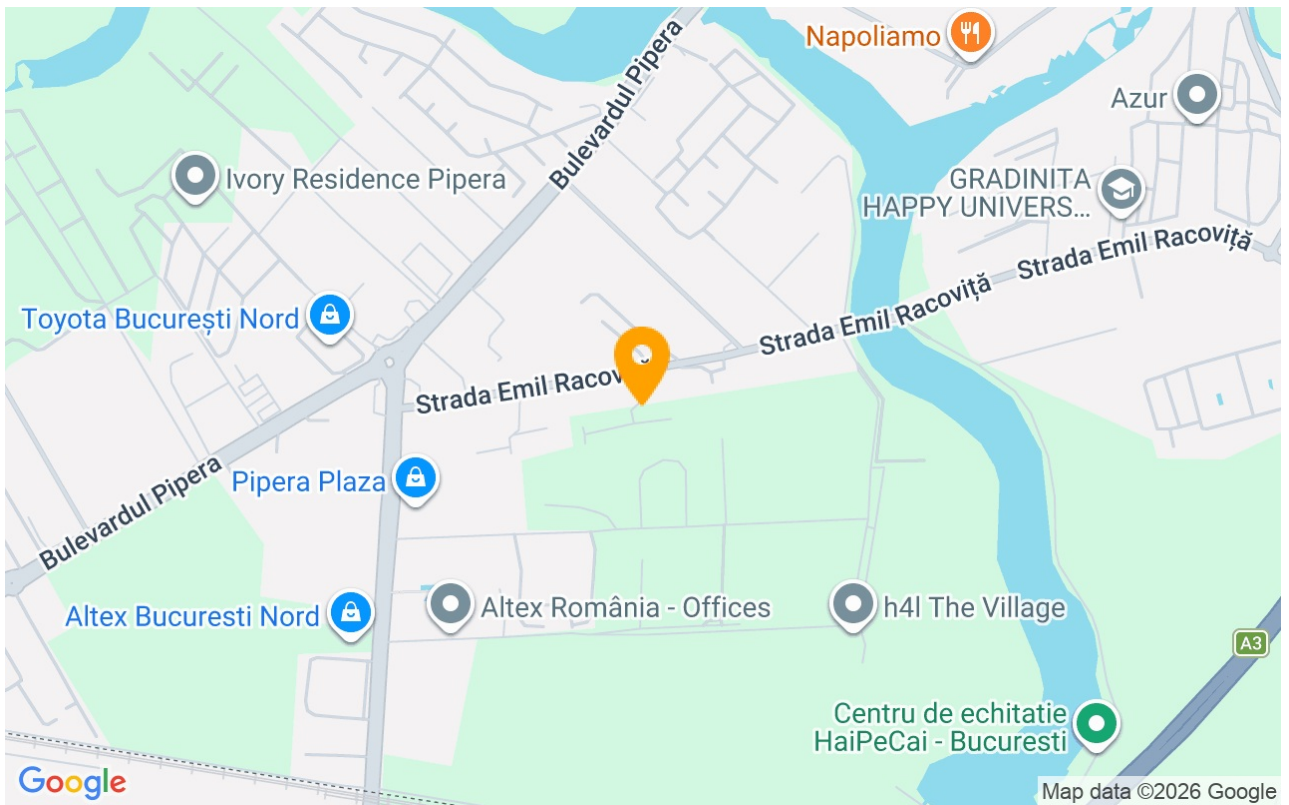 Napoliamo
Bulevardul Pipera
Azur
Ivory Residence Pipera
GRADINITA
HAPPY UNIVERS...
Strada Emil Racoviță
Strada Emil Racoviță
Toyota București Nord
Strada Emil Racov
Pipera Plaza
Bulevardul Pipera
Altex Bucuresti Nord
Altex România - Offices
h4l The Village
A3
Centru de echitatie
HaiPeCai - Bucuresti
Google
Map data ©2026 Google